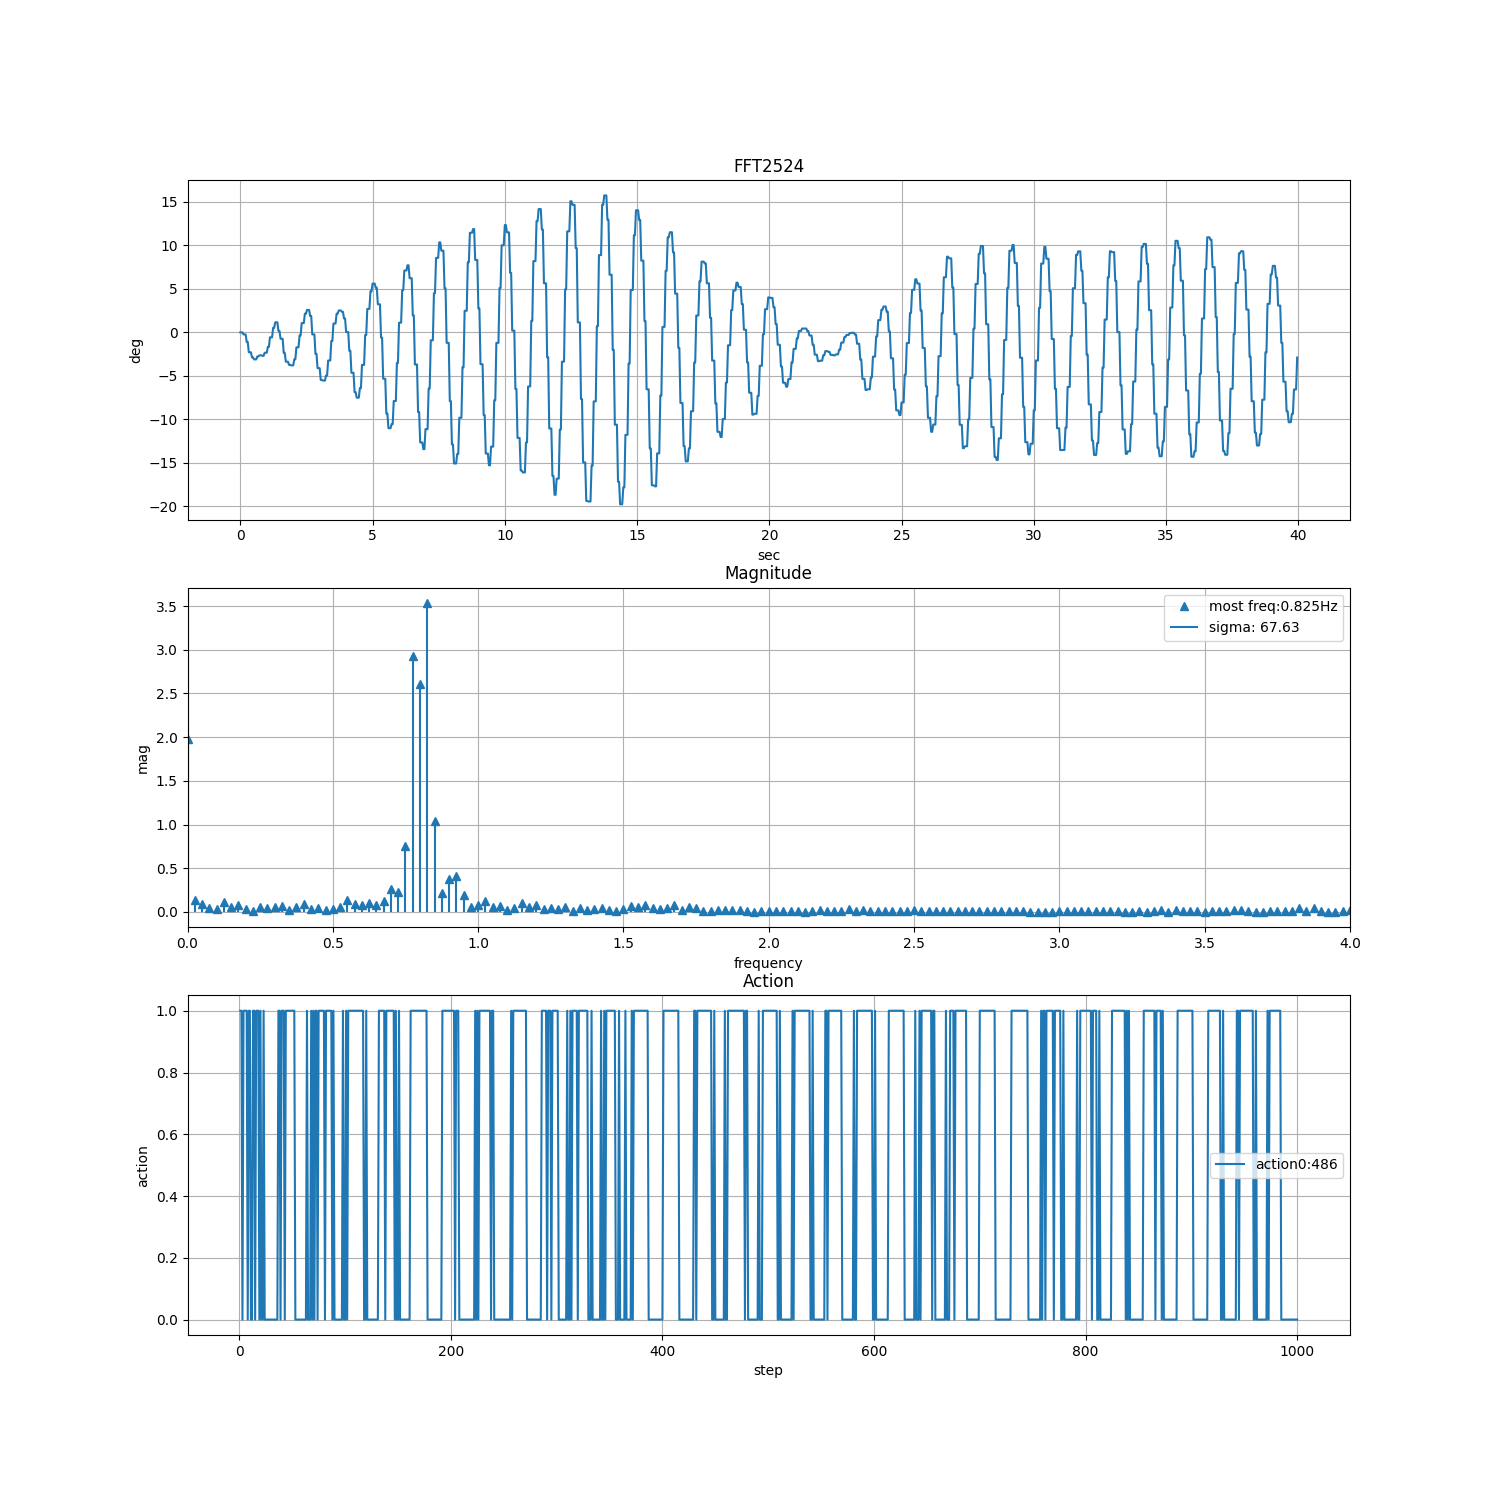 FFT2524
15
10
5
0
−5
−10
−15
−20
deg
0 5 10 15 20 25 30 35 40
sec
Magnitude
3.5
3.0
2.5
2.0
1.5
1.0
0.5
0.0
mag
most freq:0.825Hz
sigma: 67.63
0.0 0.5 1.0 1.5 2.0 2.5 3.0 3.5 4.0
frequency
Action
1.0
0.8
0.6
0.4
0.2
0.0
action
action0:486
0 200 400 600 800 1000
step